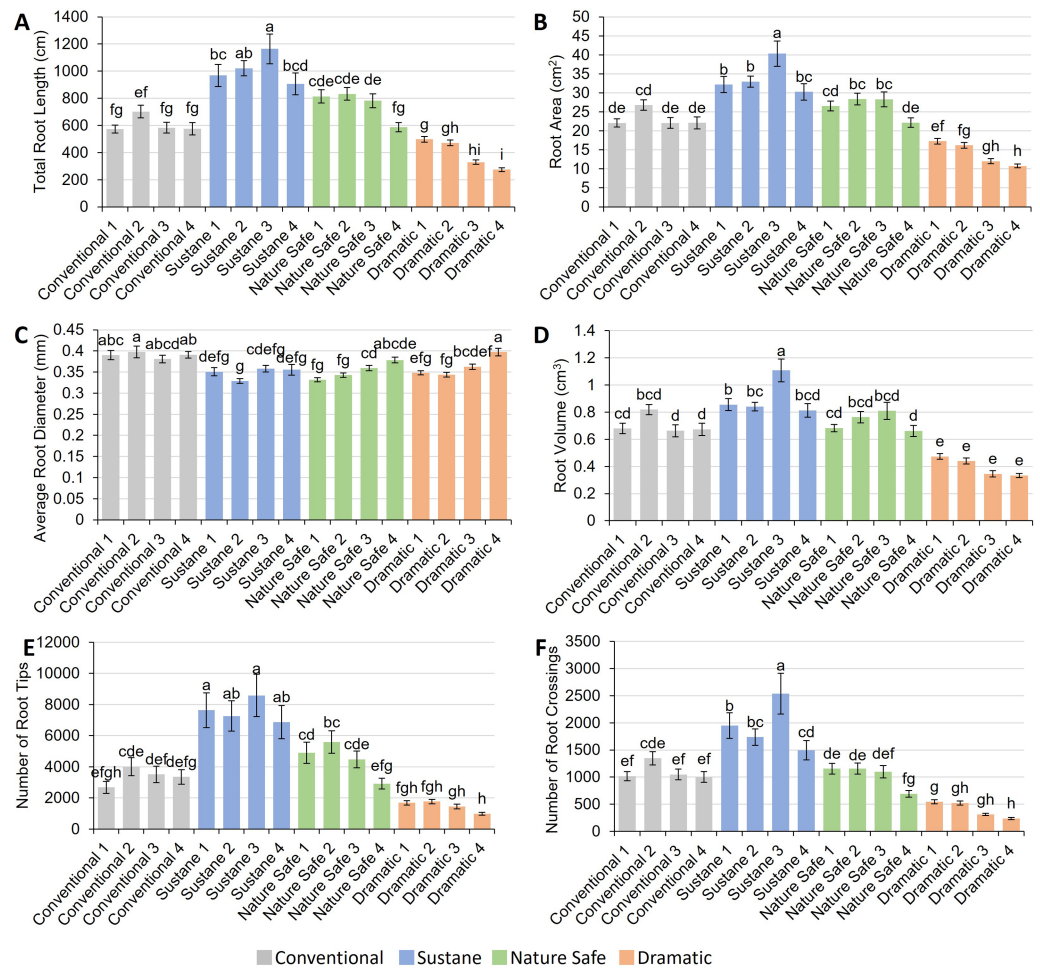 A
Total Root Length (cm)
1400
1200
1000
800
600
400
200
0
fg ef fg fg bc ab a bcd cde cde de fg g gh hi i
Conventional 1
Conventional 2
Conventional 3
Conventional 4
Sustane 1
Sustane 2
Sustane 3
Sustane 4
Nature Safe 1
Nature Safe 2
Nature Safe 3
Nature Safe 4
Dramatic 1
Dramatic 2
Dramatic 3
Dramatic 4
B
Root Area (cm²)
50
45
40
35
30
25
20
15
10
5
0
de cd de de b b a bc cd bc bc de ef fg gh h
Conventional 1
Conventional 2
Conventional 3
Conventional 4
Sustane 1
Sustane 2
Sustane 3
Sustane 4
Nature Safe 1
Nature Safe 2
Nature Safe 3
Nature Safe 4
Dramatic 1
Dramatic 2
Dramatic 3
Dramatic 4
C
Average Root Diameter (mm)
0.45
0.4
0.35
0.3
0.25
0.2
0.15
0.1
0.05
0
abc a abcd ab defg g cdefg defg fg fg cd abcde efg fg bcdef a
Conventional 1
Conventional 2
Conventional 3
Conventional 4
Sustane 1
Sustane 2
Sustane 3
Sustane 4
Nature Safe 1
Nature Safe 2
Nature Safe 3
Nature Safe 4
Dramatic 1
Dramatic 2
Dramatic 3
Dramatic 4
D
Root Volume (cm³)
1.4
1.2
1
0.8
0.6
0.4
0.2
0
cd bcd d d b bc a bcd cd bcd bcd d e e e e
Conventional 1
Conventional 2
Conventional 3
Conventional 4
Sustane 1
Sustane 2
Sustane 3
Sustane 4
Nature Safe 1
Nature Safe 2
Nature Safe 3
Nature Safe 4
Dramatic 1
Dramatic 2
Dramatic 3
Dramatic 4
E
Number of Root Tips
12000
10000
8000
6000
4000
2000
0
efgh cde def defg a ab a ab cd bc cde efg fgh fgh gh h
Conventional 1
Conventional 2
Conventional 3
Conventional 4
Sustane 1
Sustane 2
Sustane 3
Sustane 4
Nature Safe 1
Nature Safe 2
Nature Safe 3
Nature Safe 4
Dramatic 1
Dramatic 2
Dramatic 3
Dramatic 4
F
Number of Root Crossings
3500
3000
2500
2000
1500
1000
500
0
ef cde ef ef b bc a cd de de def fg g gh gh h
Conventional 1
Conventional 2
Conventional 3
Conventional 4
Sustane 1
Sustane 2
Sustane 3
Sustane 4
Nature Safe 1
Nature Safe 2
Nature Safe 3
Nature Safe 4
Dramatic 1
Dramatic 2
Dramatic 3
Dramatic 4
Conventional Sustane Nature Safe Dramatic